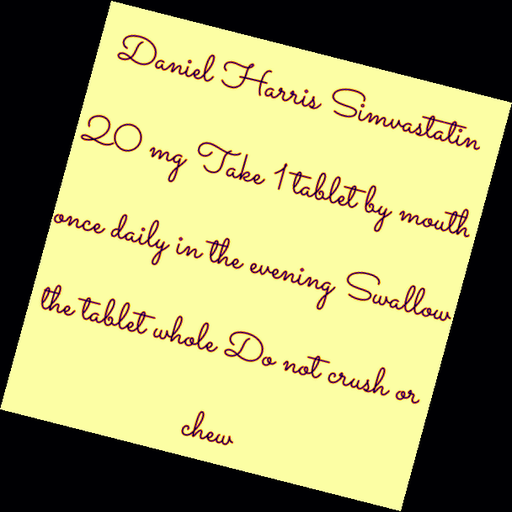 Daniel Harris Simvastatin
20 mg Take 1 tablet by mouth
once daily in the evening Swallow
the tablet whole Do not crush or
chew